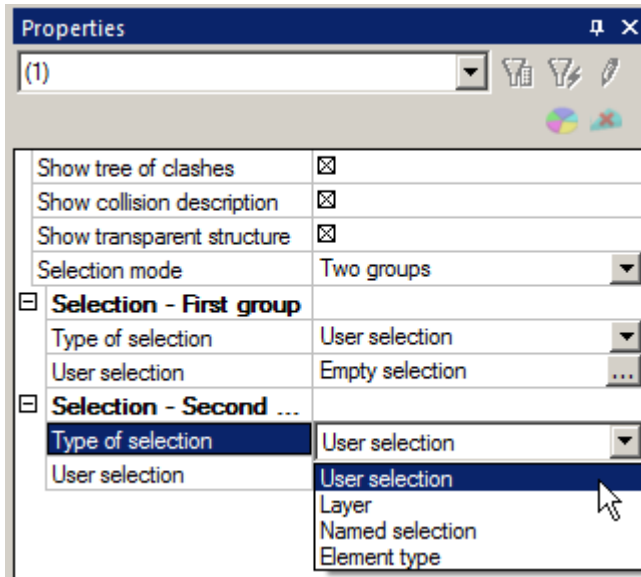 Properties
(1)
Show tree of clashes
Show collision description
Show transparent structure
Selection mode Two groups
Selection - First group
Type of selection User selection
User selection Empty selection ...
Selection - Second ...
Type of selection User selection
User selection User selection
Layer
Named selection
Element type